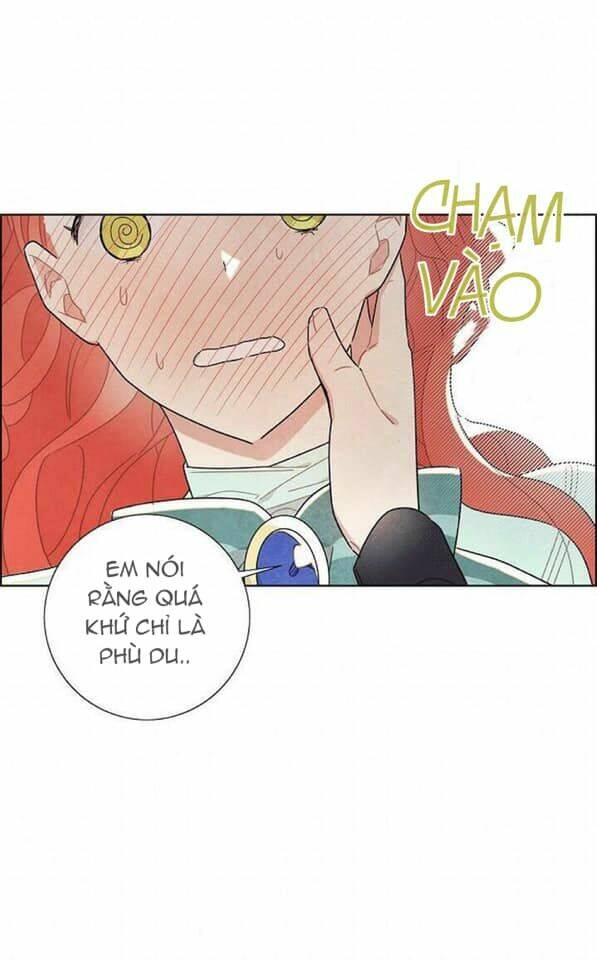 CHẠM
VÀO
EM NÓI
RẰNG QUÁ
KHỨ CHỈ LÀ
PHÙ DU..